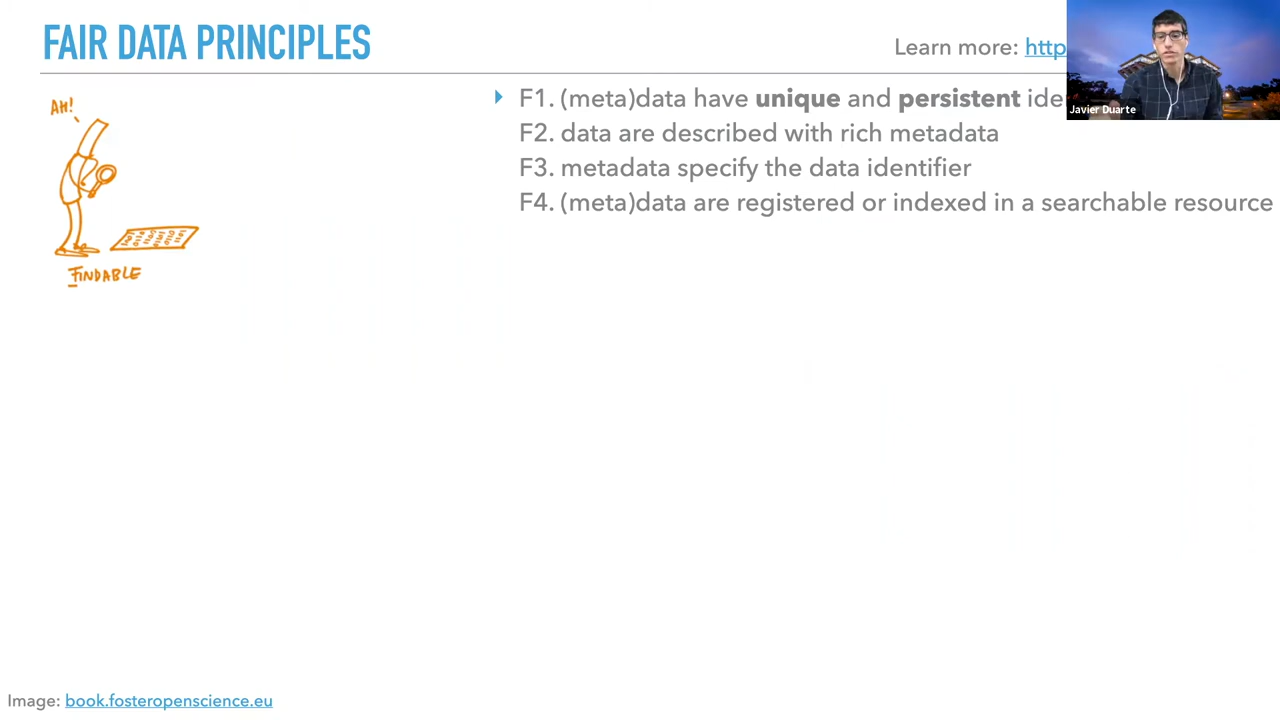 FAIR DATA PRINCIPLES
Learn more: http
Javier Duarte
AH!
F1. (meta)data have unique and persistent ide
F2. data are described with rich metadata
F3. metadata specify the data identifier
F4. (meta)data are registered or indexed in a searchable resource
FINDABLE
Image: book.fosteropenscience.eu